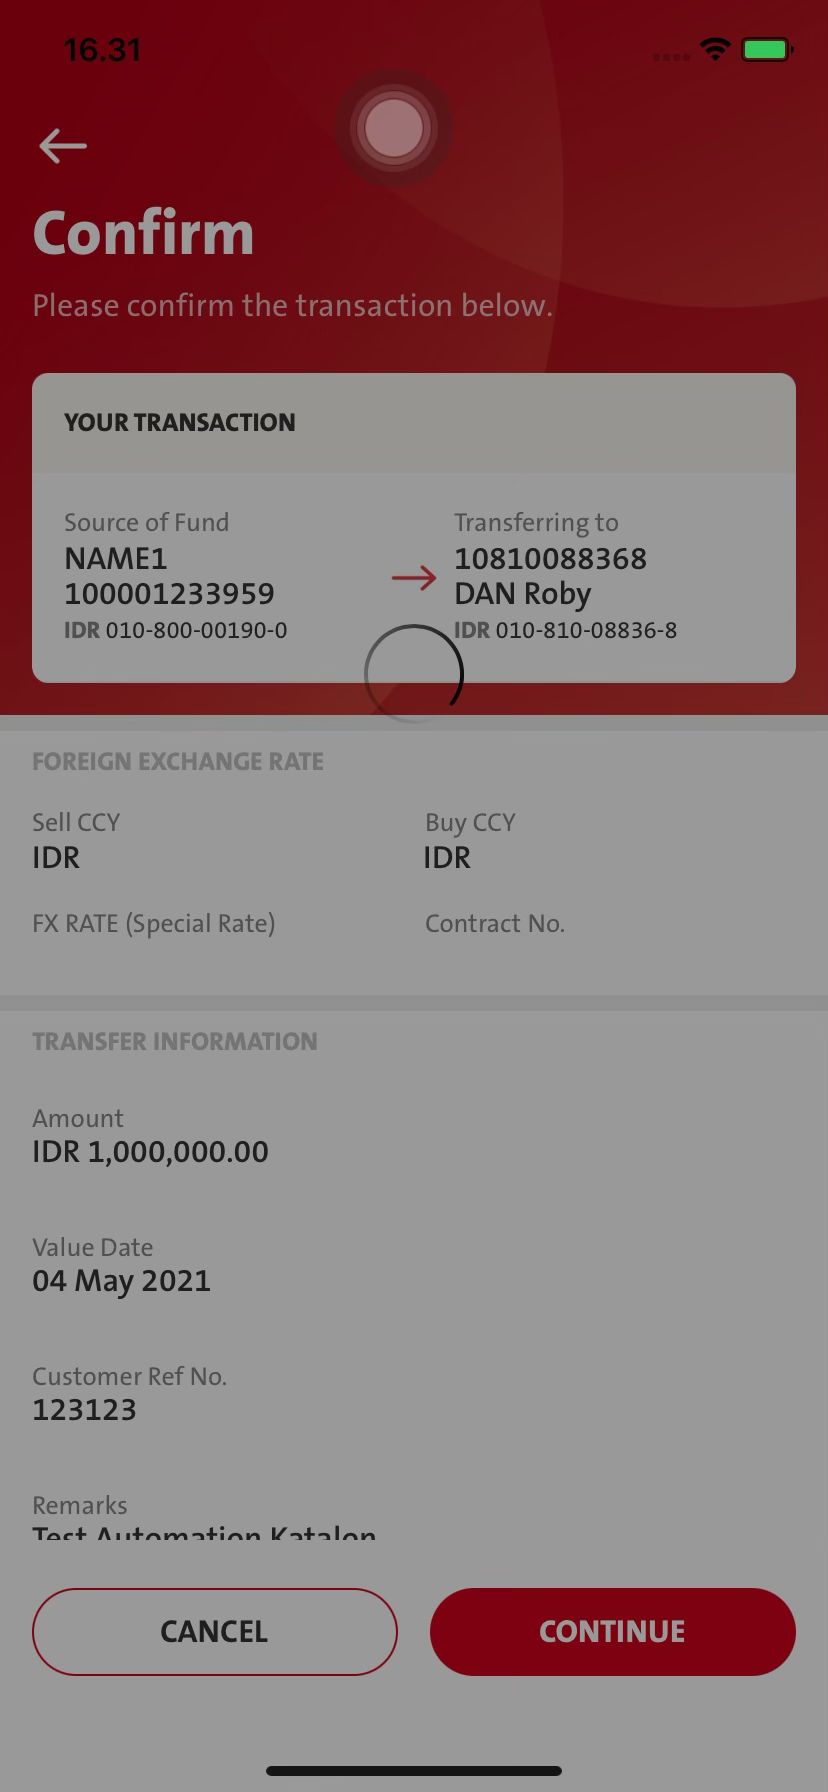 16.31
Confirm
Please confirm the transaction below.
YOUR TRANSACTION
Source of Fund
NAME1
100001233959
IDR 010-800-00190-0
Transferring to
10810088368
DAN Roby
IDR 010-810-08836-8
FOREIGN EXCHANGE RATE
Sell CCY
IDR
Buy CCY
IDR
FX RATE (Special Rate)
Contract No.
TRANSFER INFORMATION
Amount
IDR 1,000,000.00
Value Date
04 May 2021
Customer Ref No.
123123
Remarks
Test Automation Katalon
CANCEL
CONTINUE